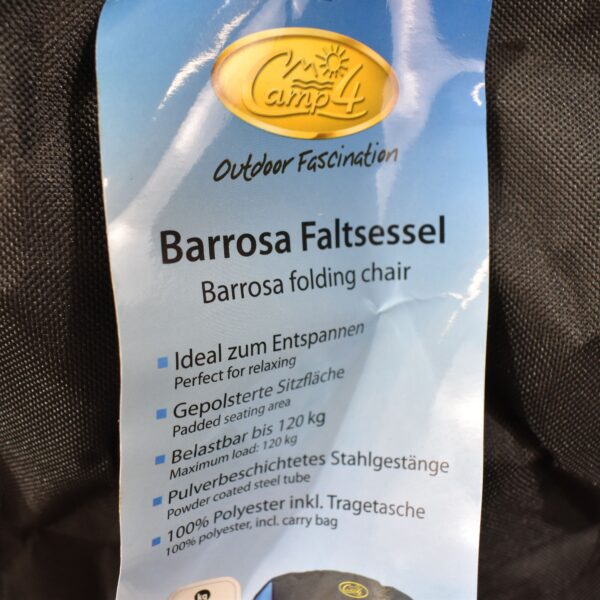 Camp4
Outdoor Fascination
Barrosa Faltsessel
Barrosa folding chair
Ideal zum Entspannen
Perfect for relaxing
Gepolsterte Sitzfläche
Padded seating area
Belastbar bis 120 kg
Maximum load: 120 kg
Pulverbeschichtetes Stahlgestänge
Powder coated steel tube
100% Polyester inkl. Tragetasche
100% polyester, incl. carry bag
Camp4